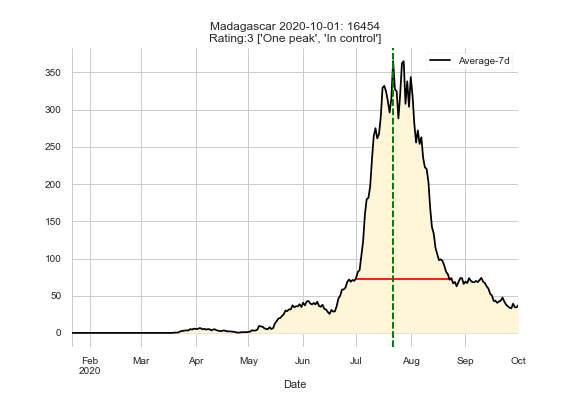 Madagascar 2020-10-01: 16454
Rating:3 ['One peak', 'In control']
Average-7d
350
300
250
200
150
100
50
0
Feb Mar Apr May Jun Jul Aug Sep Oct
2020
Date